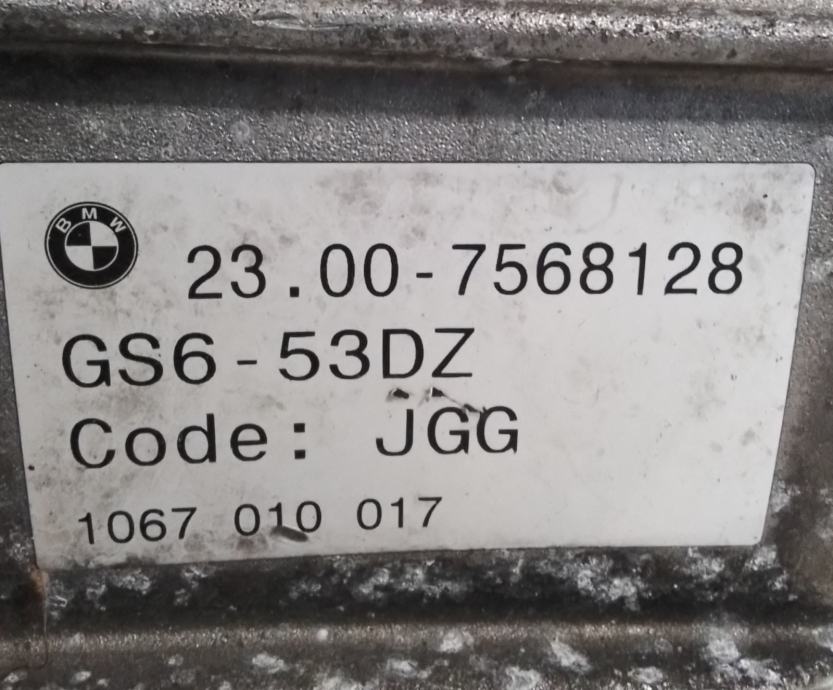 BMW
23.00-7568128
GS6-53DZ
Code: JGG
1067 010 017